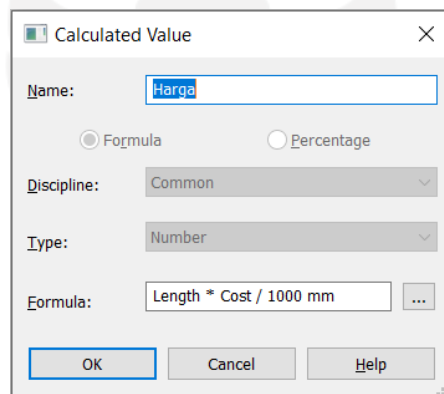 Calculated Value
Name: Harga
Formula Percentage
Discipline: Common
Type: Number
Formula: Length * Cost / 1000 mm ...
OK Cancel Help